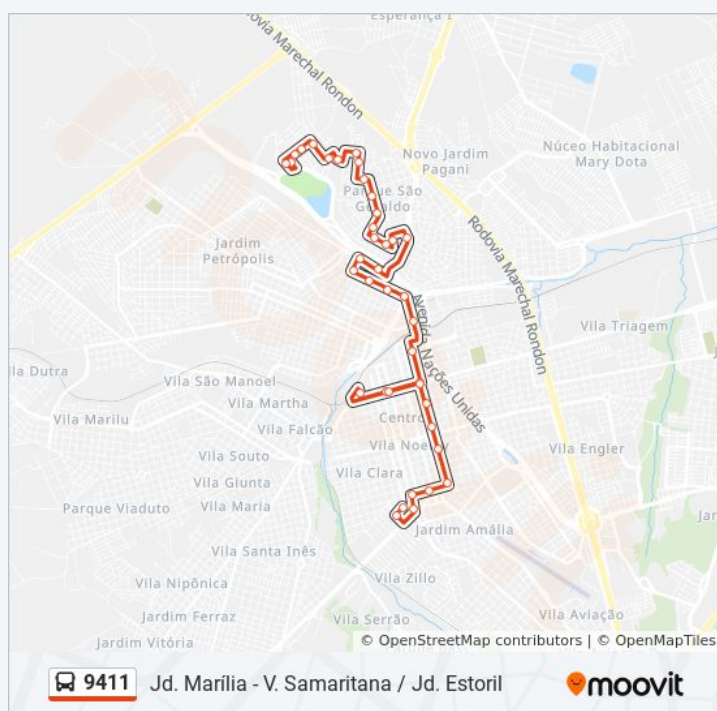 Esperança I
Rodovia Marechal Rondon
Novo Jardim
Pagani
Núcleo Habitacional
Mary Dota
Parque São
Geraldo
Jardim
Petrópolis
Rodovia Marechal Rondon
Avenida Nações Unidas
Vila Triagem
Vila Dutra
Vila São Manoel
Vila Martha
Vila Marilu
Vila Falcão
Centro
Vila Noemy
Vila Engler
Vila Souto
Vila Clara
Vila Giunta
Parque Viaduto
Vila Maria
Jar
Jardim Amália
Vila Santa Inês
Vila Zillo
Vila Nipônica
Vila Serrão
Vila Aviação
Jardim Ferraz
Jardim Vitória
© OpenStreetMap contributors | © OpenMapTiles
9411 Jd. Marília - V. Samaritana / Jd. Estoril moovit